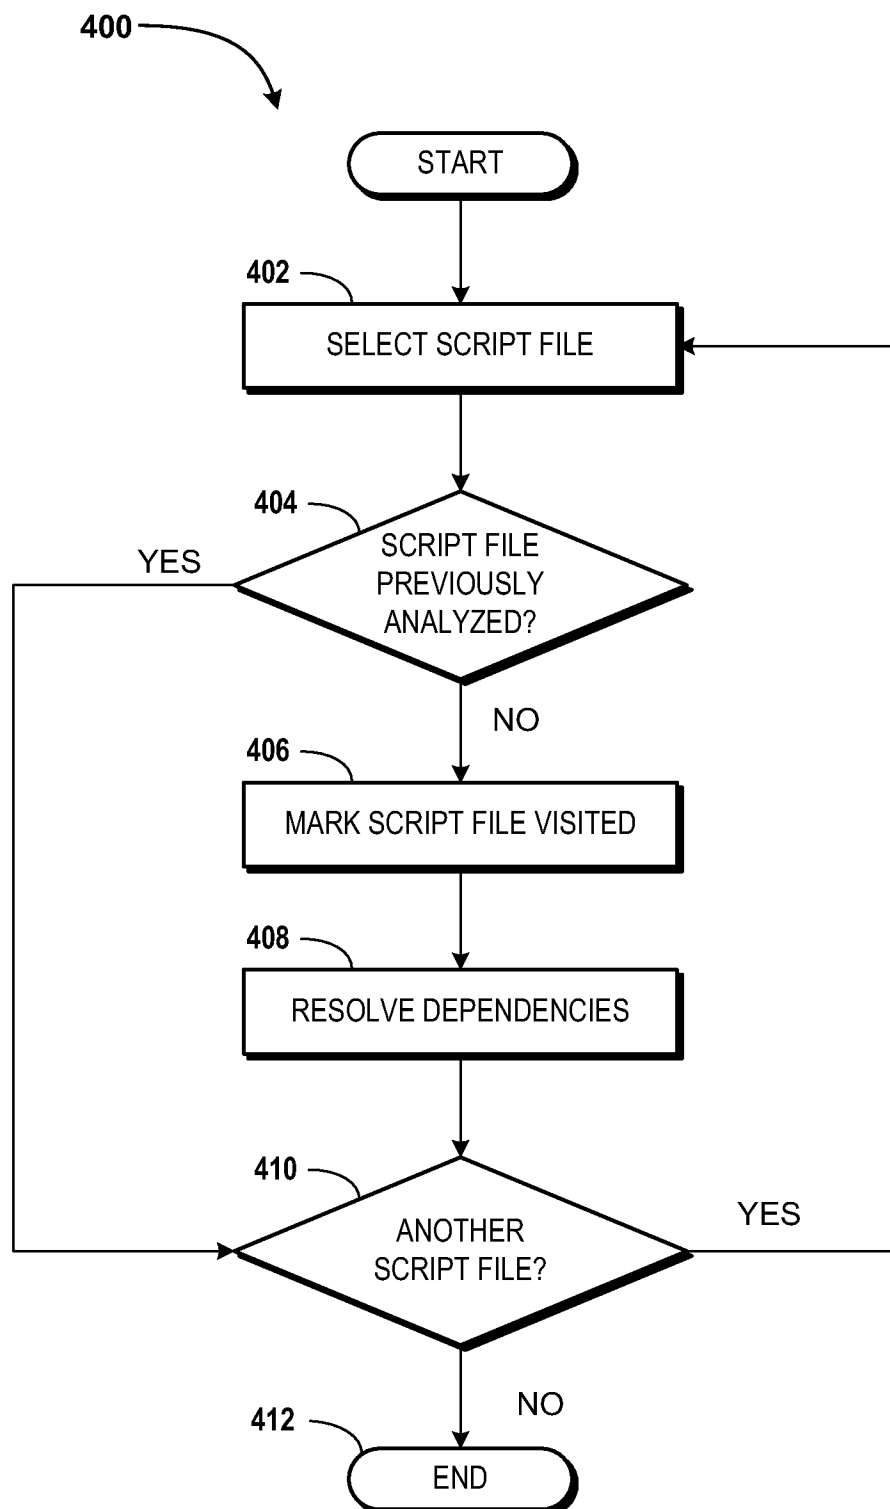 400
START
402
SELECT SCRIPT FILE
404
YES
SCRIPT FILE
PREVIOUSLY
ANALYZED?
NO
406
MARK SCRIPT FILE VISITED
408
RESOLVE DEPENDENCIES
410
YES
ANOTHER
SCRIPT FILE?
NO
412
END